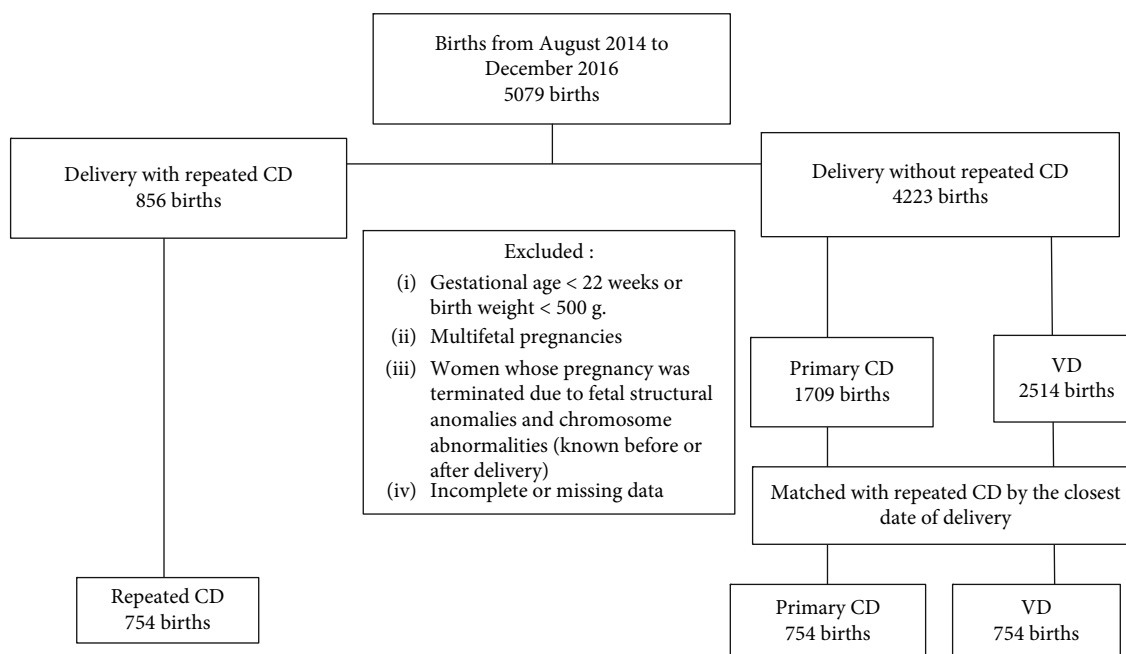 Births from August 2014 to
December 2016
5079 births
Delivery with repeated CD
856 births
Delivery without repeated CD
4223 births
Excluded :
(i) Gestational age < 22 weeks or
birth weight < 500 g.
(ii) Multifetal pregnancies
(iii) Women whose pregnancy was
terminated due to fetal structural
anomalies and chromosome
abnormalities (known before or
after delivery)
(iv) Incomplete or missing data
Primary CD
1709 births
VD
2514 births
Matched with repeated CD by the closest
date of delivery
Repeated CD
754 births
Primary CD
754 births
VD
754 births